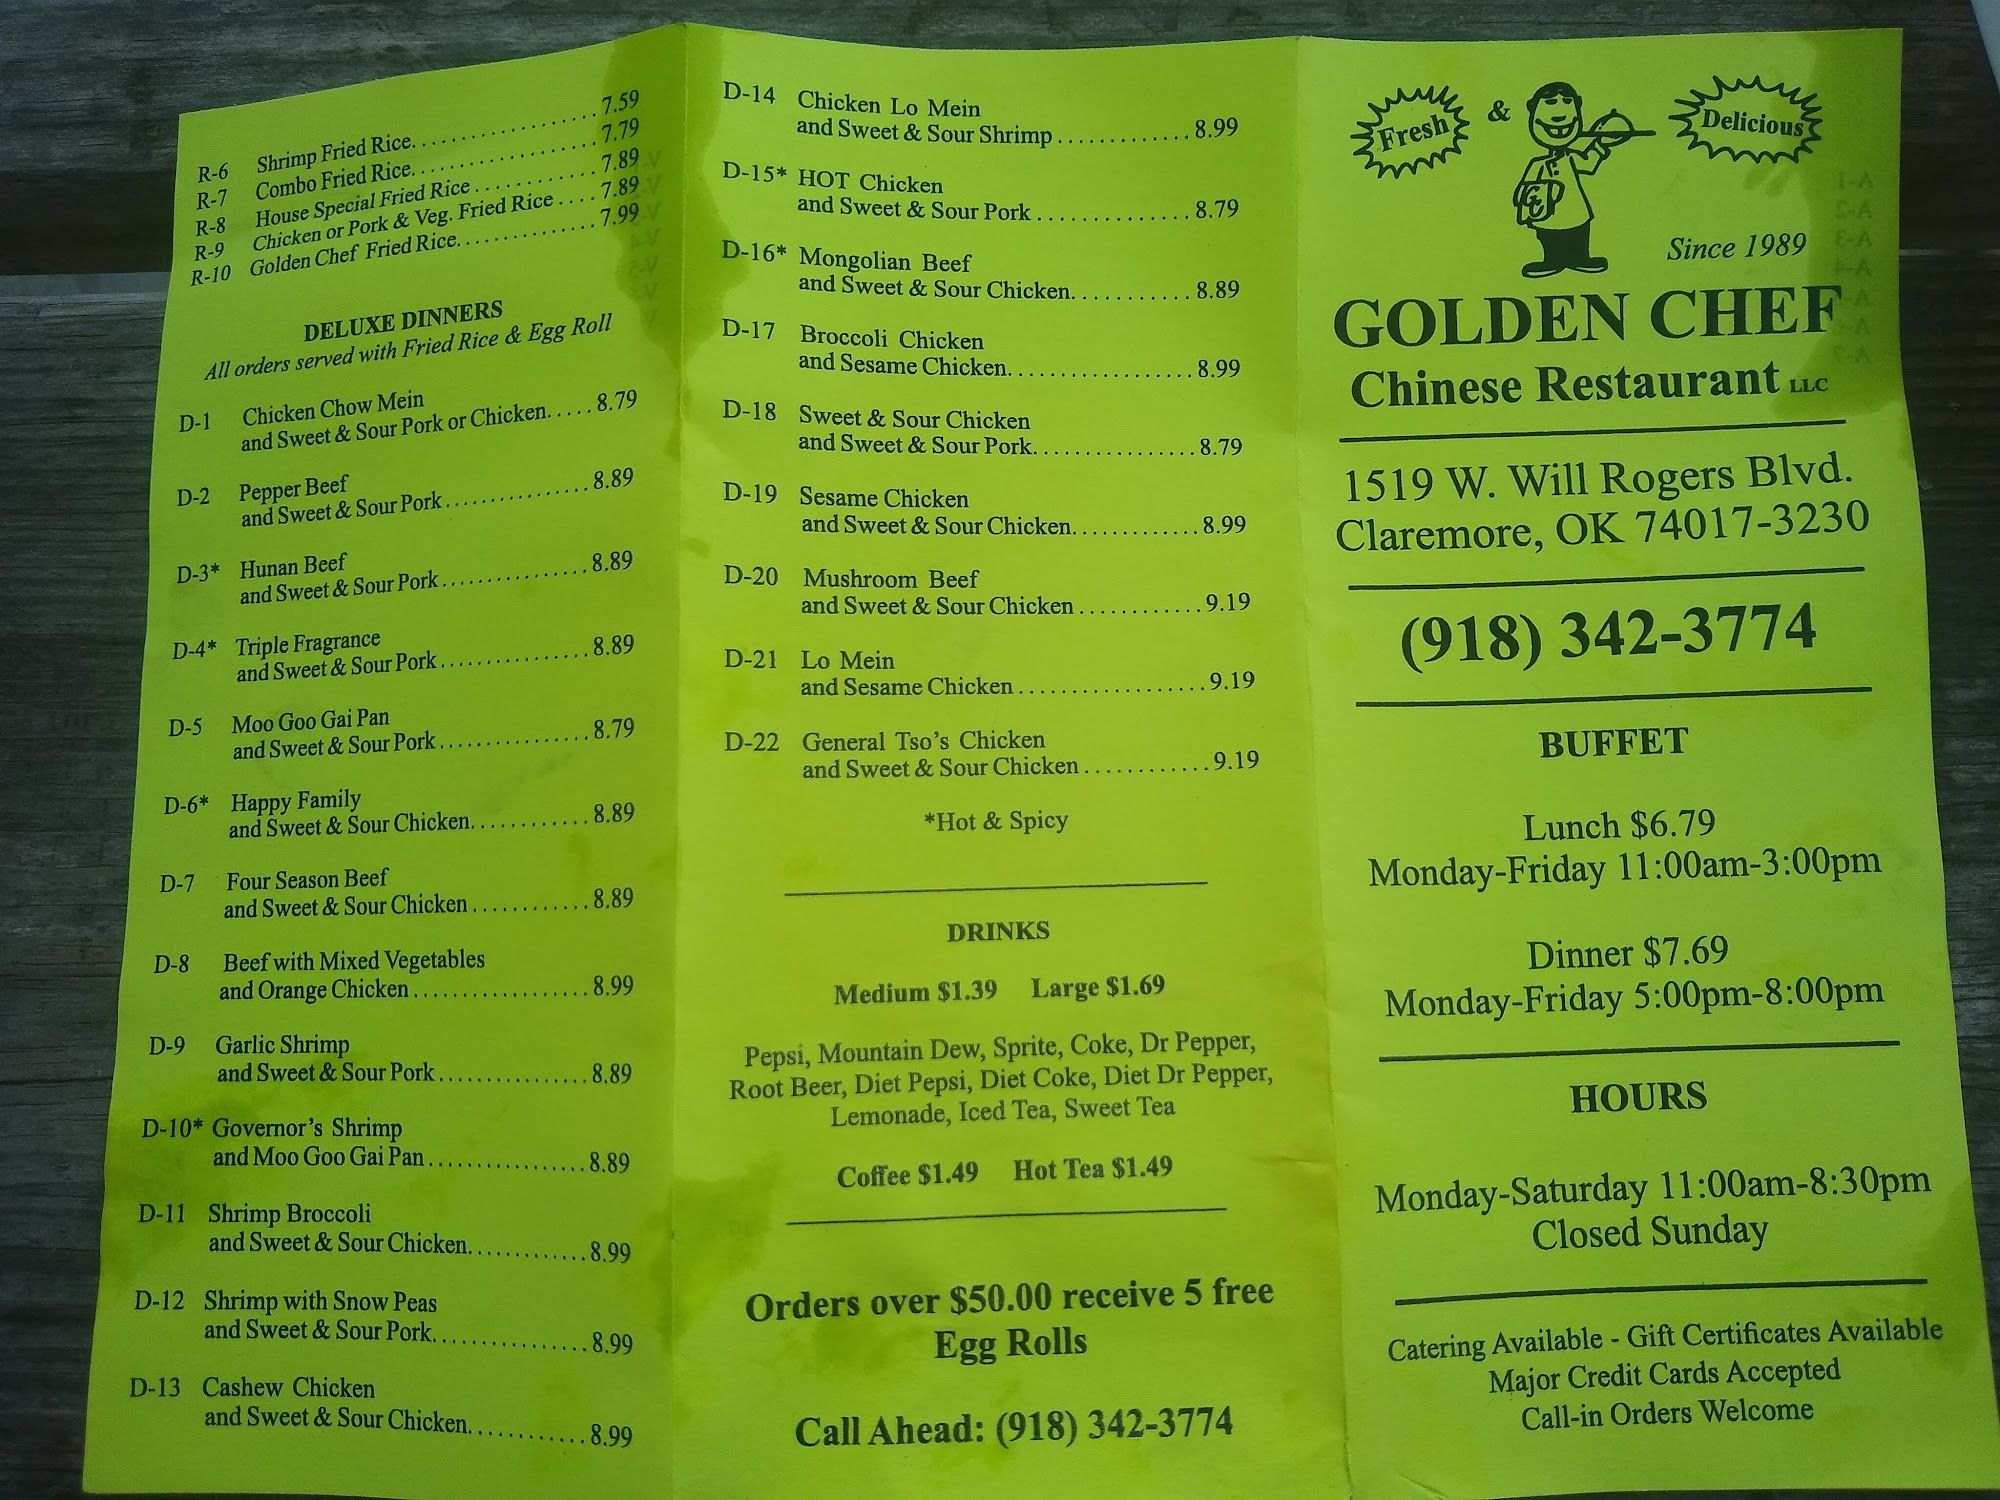 R-6 Shrimp Fried Rice. . . . . . . . . . . . . . . . . . . . 7.59
R-7 Combo Fried Rice. . . . . . . . . . . . . . . . . . . . 7.79
R-8 House Special Fried Rice . . . . . . . . . . . . . 7.89
R-9 Chicken or Pork & Veg. Fried Rice . . . . 7.89
R-10 Golden Chef Fried Rice. . . . . . . . . . . . . . . 7.99
DELUXE DINNERS
All orders served with Fried Rice & Egg Roll
D-1 Chicken Chow Mein
and Sweet & Sour Pork or Chicken. . . . . 8.79
D-2 Pepper Beef
and Sweet & Sour Pork . . . . . . . . . . . . . . . . 8.89
D-3* Hunan Beef
and Sweet & Sour Pork . . . . . . . . . . . . . . . . 8.89
D-4* Triple Fragrance
and Sweet & Sour Pork . . . . . . . . . . . . . . . . 8.89
D-5 Moo Goo Gai Pan
and Sweet & Sour Pork . . . . . . . . . . . . . . . . 8.79
D-6* Happy Family
and Sweet & Sour Chicken. . . . . . . . . . . . . 8.89
D-7 Four Season Beef
and Sweet & Sour Chicken . . . . . . . . . . . . 8.89
D-8 Beef with Mixed Vegetables
and Orange Chicken . . . . . . . . . . . . . . . . . . 8.99
D-9 Garlic Shrimp
and Sweet & Sour Pork . . . . . . . . . . . . . . . . 8.89
D-10* Governor's Shrimp
and Moo Goo Gai Pan . . . . . . . . . . . . . . . . . 8.89
D-11 Shrimp Broccoli
and Sweet & Sour Chicken. . . . . . . . . . . . . 8.99
D-12 Shrimp with Snow Peas
and Sweet & Sour Pork. . . . . . . . . . . . . . . . . 8.99
D-13 Cashew Chicken
and Sweet & Sour Chicken. . . . . . . . . . . . . 8.99
D-14 Chicken Lo Mein
and Sweet & Sour Shrimp . . . . . . . . . . . . 8.99
D-15* HOT Chicken
and Sweet & Sour Pork . . . . . . . . . . . . . . 8.79
D-16* Mongolian Beef
and Sweet & Sour Chicken. . . . . . . . . . . 8.89
D-17 Broccoli Chicken
and Sesame Chicken. . . . . . . . . . . . . . . . . 8.99
D-18 Sweet & Sour Chicken
and Sweet & Sour Pork. . . . . . . . . . . . . . . 8.79
D-19 Sesame Chicken
and Sweet & Sour Chicken. . . . . . . . . . . . 8.99
D-20 Mushroom Beef
and Sweet & Sour Chicken . . . . . . . . . . . 9.19
D-21 Lo Mein
and Sesame Chicken . . . . . . . . . . . . . . . . . 9.19
D-22 General Tso's Chicken
and Sweet & Sour Chicken . . . . . . . . . . . 9.19
*Hot & Spicy
DRINKS
Medium $1.39 Large $1.69
Pepsi, Mountain Dew, Sprite, Coke, Dr Pepper,
Root Beer, Diet Pepsi, Diet Coke, Diet Dr Pepper,
Lemonade, Iced Tea, Sweet Tea
Coffee $1.49 Hot Tea $1.49
Orders over $50.00 receive 5 free
Egg Rolls
Call Ahead: (918) 342-3774
Fresh & Delicious
Since 1989
GOLDEN CHEF
Chinese Restaurant LLC
1519 W. Will Rogers Blvd.
Claremore, OK 74017-3230
(918) 342-3774
BUFFET
Lunch $6.79
Monday-Friday 11:00am-3:00pm
Dinner $7.69
Monday-Friday 5:00pm-8:00pm
HOURS
Monday-Saturday 11:00am-8:30pm
Closed Sunday
Catering Available - Gift Certificates Available
Major Credit Cards Accepted
Call-in Orders Welcome